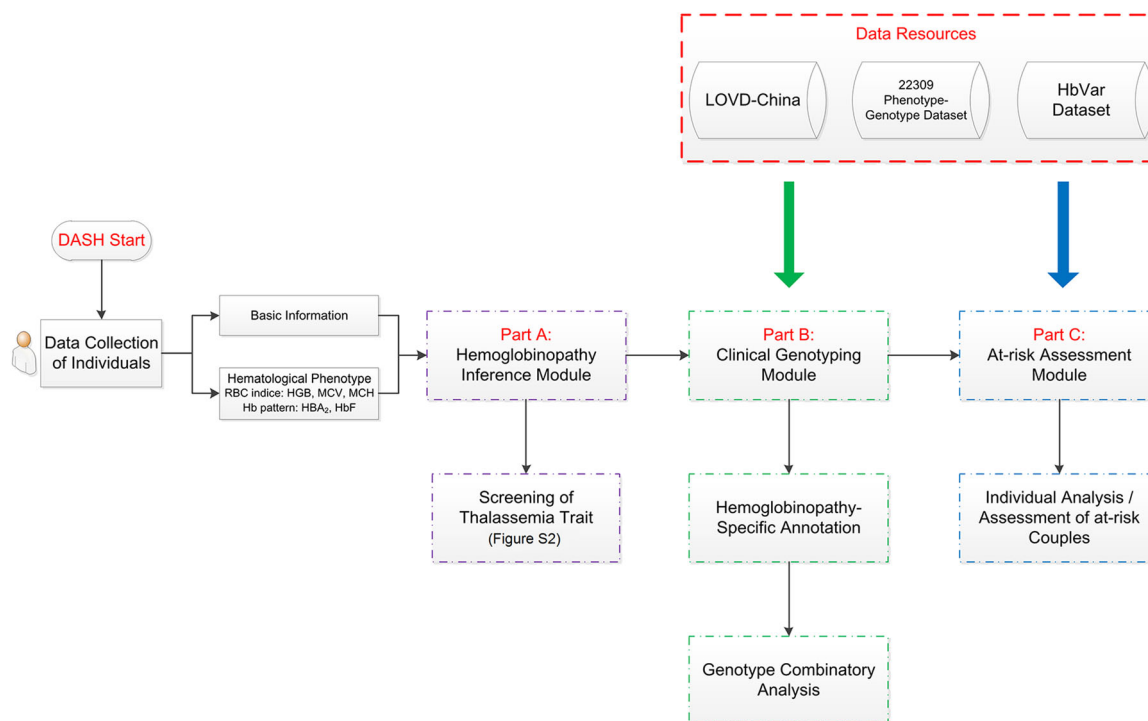 Data Resources
LOVD-China
22309
Phenotype-
Genotype Dataset
HbVar
Dataset
DASH Start
Data Collection
of Individuals
Basic Information
Hematological Phenotype
RBC indice: HGB, MCV, MCH
Hb pattern: HBA₂, HbF
Part A:
Hemoglobinopathy
Inference Module
Part B:
Clinical Genotyping
Module
Part C:
At-risk Assessment
Module
Screening of
Thalassemia Trait
(Figure S2)
Hemoglobinopathy-
Specific Annotation
Individual Analysis /
Assessment of at-risk
Couples
Genotype Combinatory
Analysis